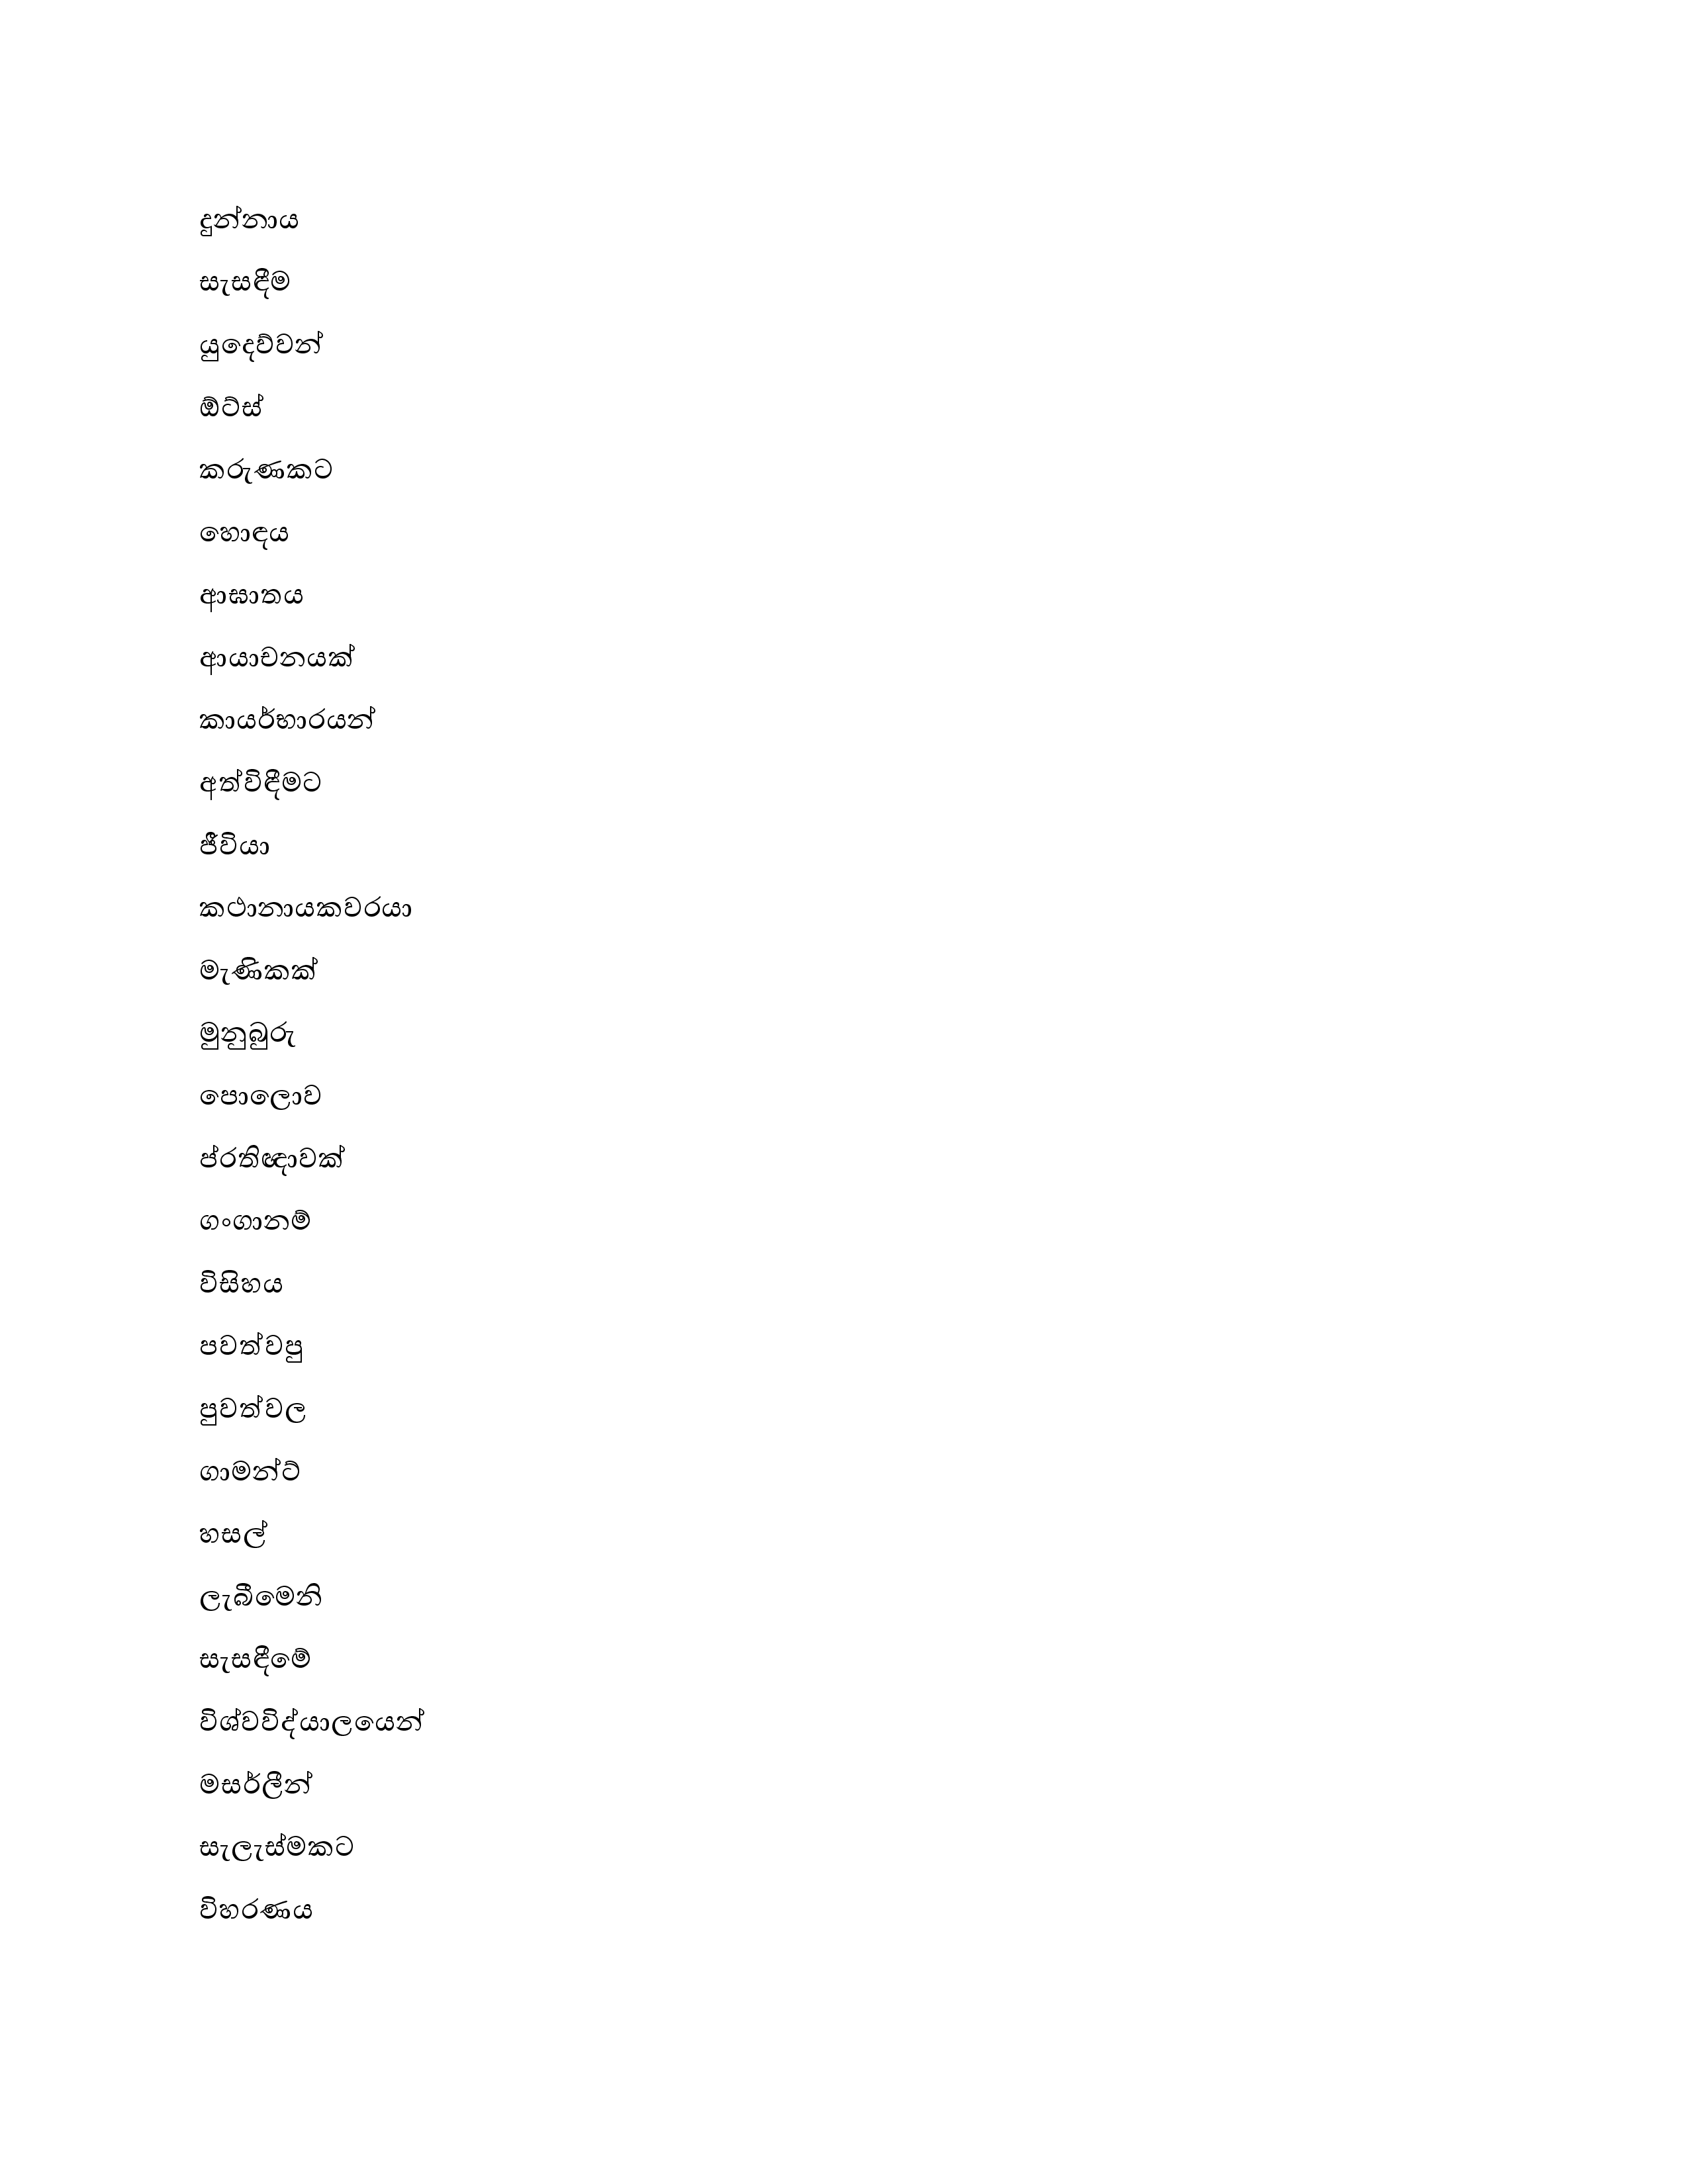 දුන්නාය
සැසඳීම
යුදෙව්වන්
ඕට්ස්
කරුණකට
හොඳය
ආඝාතය
ආයාචනයක්
කායර්භාරයන්
අත්විඳීමට
ජීවියා
කථානායකවරයා
මැණිකක්
මුනුබුරු
පොලොව
ප්රතිඥාවක්
ගංගානම්
විසිහය
පවත්වපු
පුවත්වල
ගාමන්ට්
හසල්
ලැබීමෙනි
සැසඳීමේ
විශ්වවිද්යාලයෙන්
මසර්ලීන්
සැලැස්මකට
විහරණය